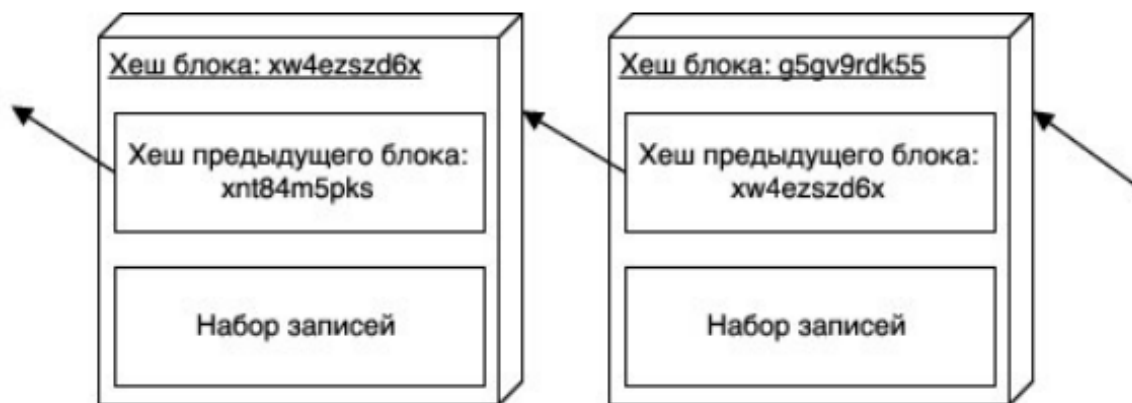 Хеш блока: xw4ezszd6x
Хеш предыдущего блока:
xnt84m5pks
Набор записей
Хеш блока: g5gv9rdk55
Хеш предыдущего блока:
xw4ezszd6x
Набор записей